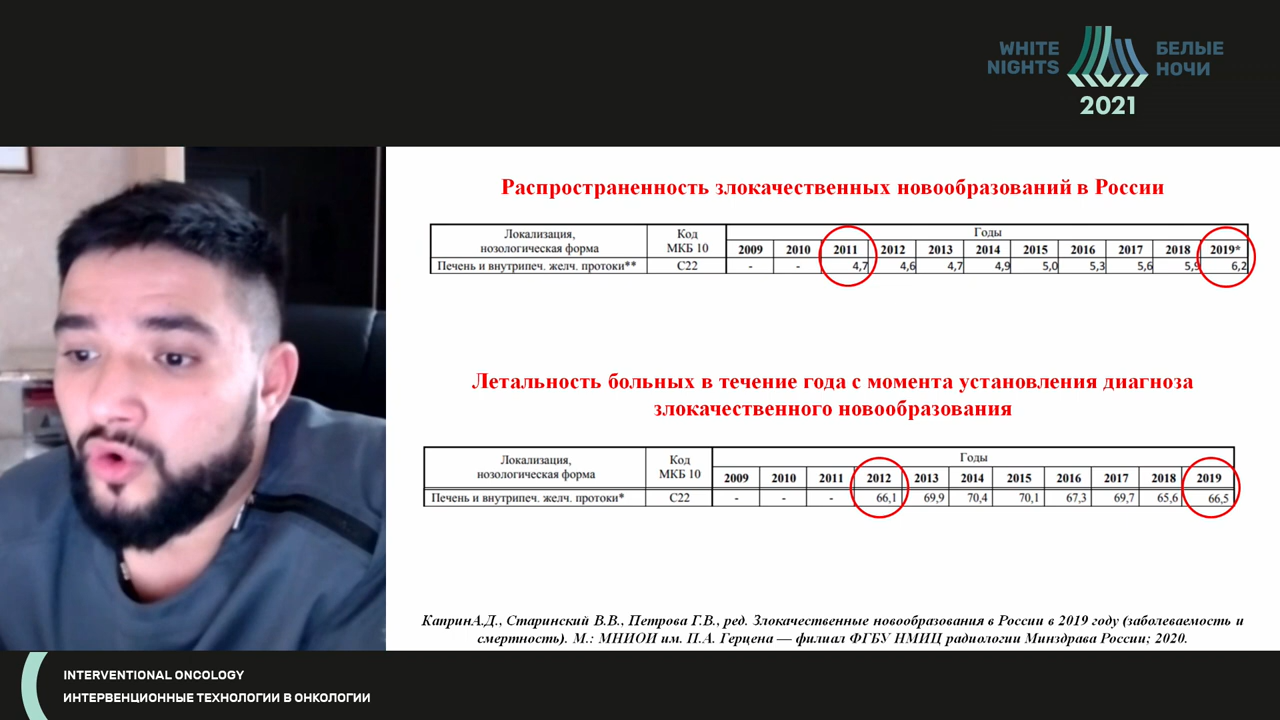 WHITE NIGHTS
БЕЛЫЕ НОЧИ
2021
Распространенность злокачественных новообразований в России
Локализация, нозологическая форма
Код МКБ 10
Годы
2009 2010 2011 2012 2013 2014 2015 2016 2017 2018 2019*
Печень и внутрипеч. желч. протоки** C22 - - 4,7 4,6 4,7 4,9 5,0 5,3 5,6 5,9 6,2
Летальность больных в течение года с момента установления диагноза
злокачественного новообразования
Локализация, нозологическая форма
Код МКБ 10
Годы
2009 2010 2011 2012 2013 2014 2015 2016 2017 2018 2019
Печень и внутрипеч. желч. протоки* C22 - - - 66,1 69,9 70,4 70,1 67,3 69,7 65,6 66,5
КапринА.Д., Старинский В.В., Петрова Г.В., ред. Злокачественные новообразования в России в 2019 году (заболеваемость и
смертность). М.: МНИОИ им. П.А. Герцена — филиал ФГБУ НМИЦ радиологии Минздрава России; 2020.
INTERVENTIONAL ONCOLOGY
ИНТЕРВЕНЦИОННЫЕ ТЕХНОЛОГИИ В ОНКОЛОГИИ